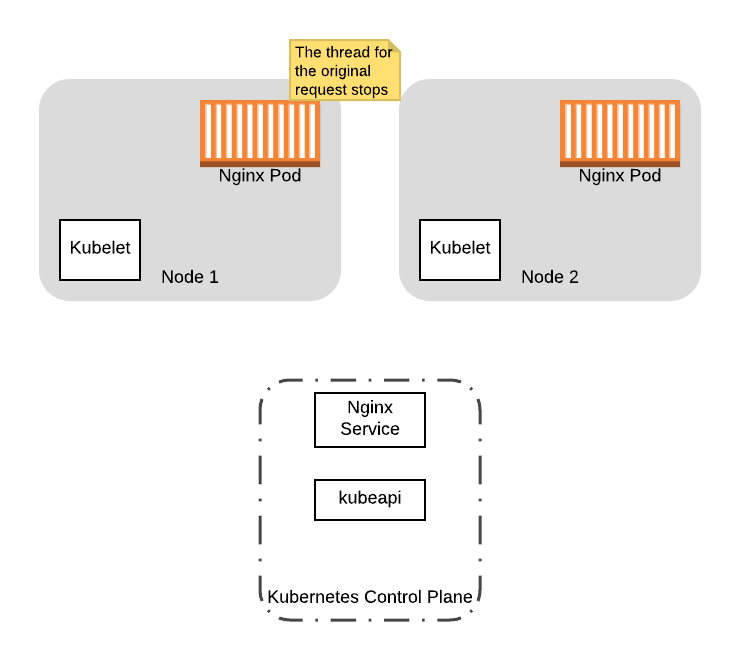 The thread for
the original
request stops
Nginx Pod
Nginx Pod
Kubelet
Kubelet
Node 1
Node 2
Nginx
Service
kubeapi
Kubernetes Control Plane